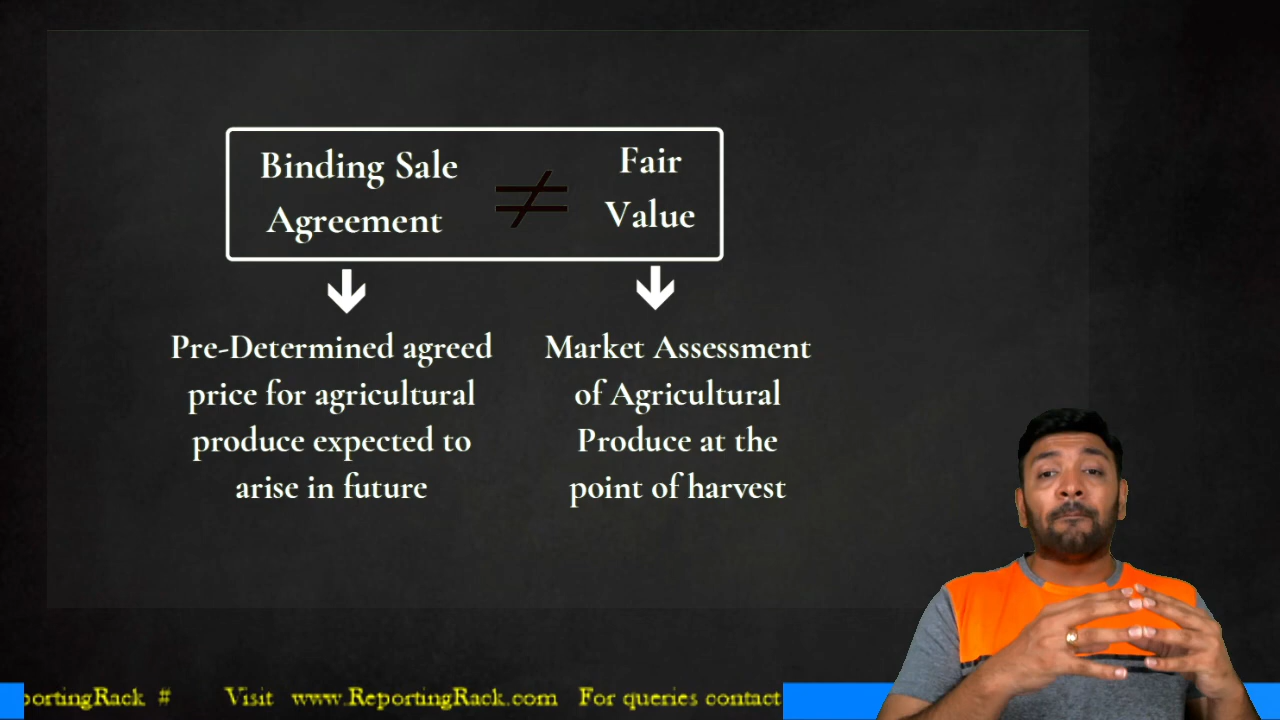 Binding Sale
Agreement
≠
Fair
Value
Pre-Determined agreed
price for agricultural
produce expected to
arise in future
Market Assessment
of Agricultural
Produce at the
point of harvest
portingRack # Visit www.ReportingRack.com For queries contact